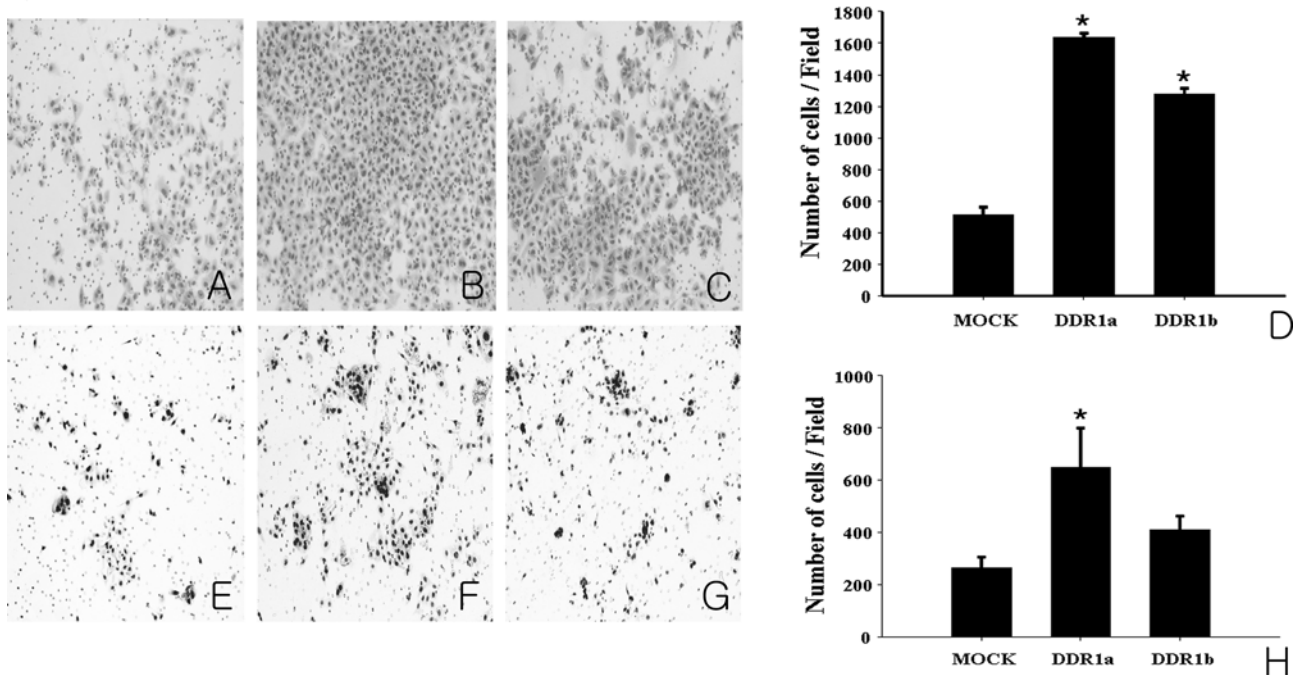 A
B
C
Number of cells / Field
1800
1600
1400
1200
1000
800
600
400
200
0
*
*
MOCK DDR1a DDR1b
D
E
F
G
Number of cells / Field
1000
800
600
400
200
0
*
MOCK DDR1a DDR1b
H